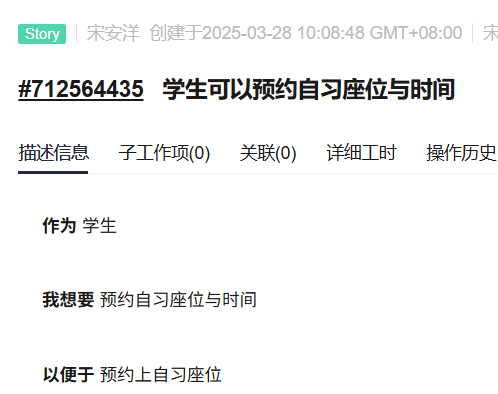 Story 宋安洋 创建于2025-03-28 10:08:48 GMT+08:00
#712564435 学生可以预约自习座位与时间
描述信息 子工作项(0) 关联(0) 详细工时 操作历史
作为 学生
我想要 预约自习座位与时间
以便于 预约上自习座位